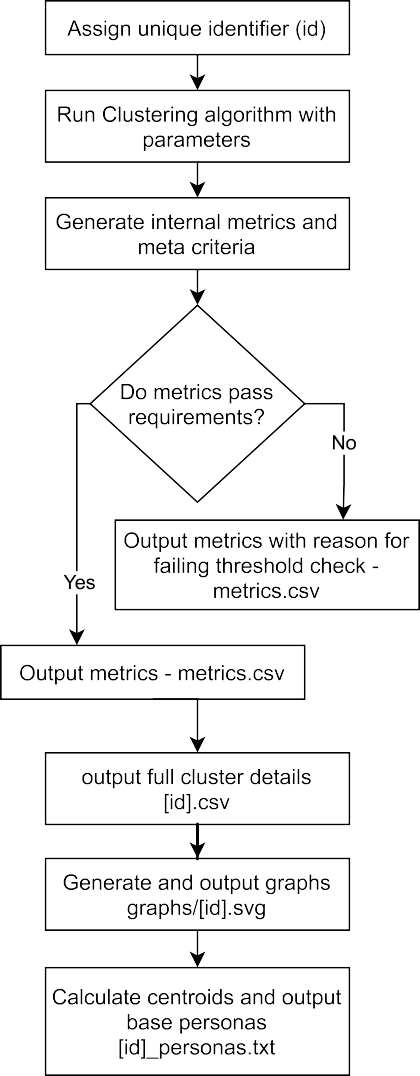 Assign unique identifier (id)
Run Clustering algorithm with
parameters
Generate internal metrics and
meta criteria
Do metrics pass
requirements?
No
Output metrics with reason for
failing threshold check -
metrics.csv
Yes
Output metrics - metrics.csv
output full cluster details
[id].csv
Generate and output graphs
graphs/[id].svg
Calculate centroids and output
base personas
[id]_personas.txt